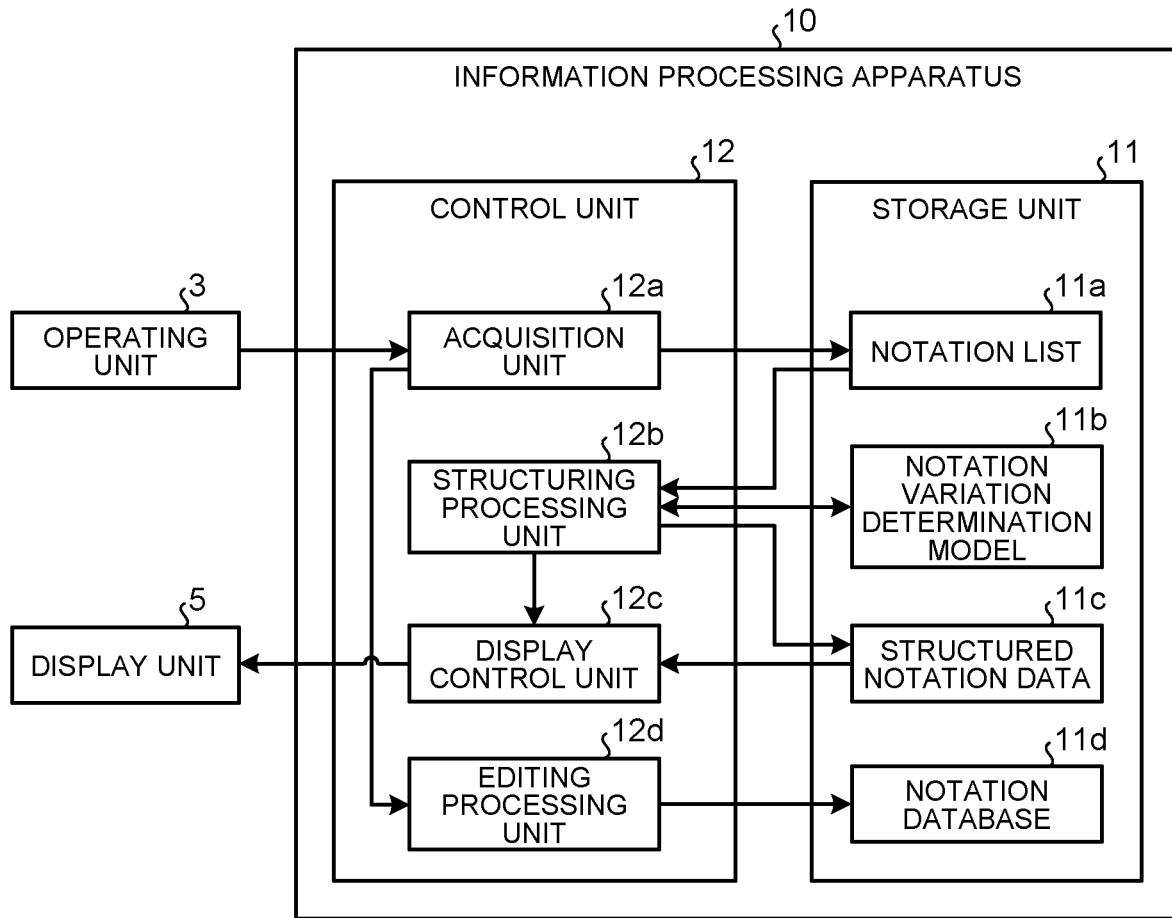 10
INFORMATION PROCESSING APPARATUS
12
CONTROL UNIT
11
STORAGE UNIT
3
OPERATING
UNIT
12a
ACQUISITION
UNIT
11a
NOTATION LIST
12b
STRUCTURING
PROCESSING
UNIT
11b
NOTATION
VARIATION
DETERMINATION
MODEL
5
DISPLAY UNIT
12c
DISPLAY
CONTROL UNIT
11c
STRUCTURED
NOTATION DATA
12d
EDITING
PROCESSING
UNIT
11d
NOTATION
DATABASE